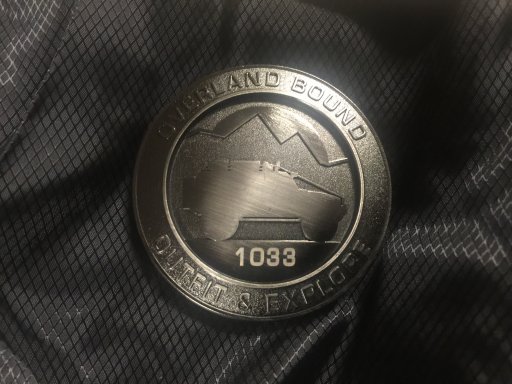 OVERLAND BOUND
1033
OUTFIT & EXPLORE